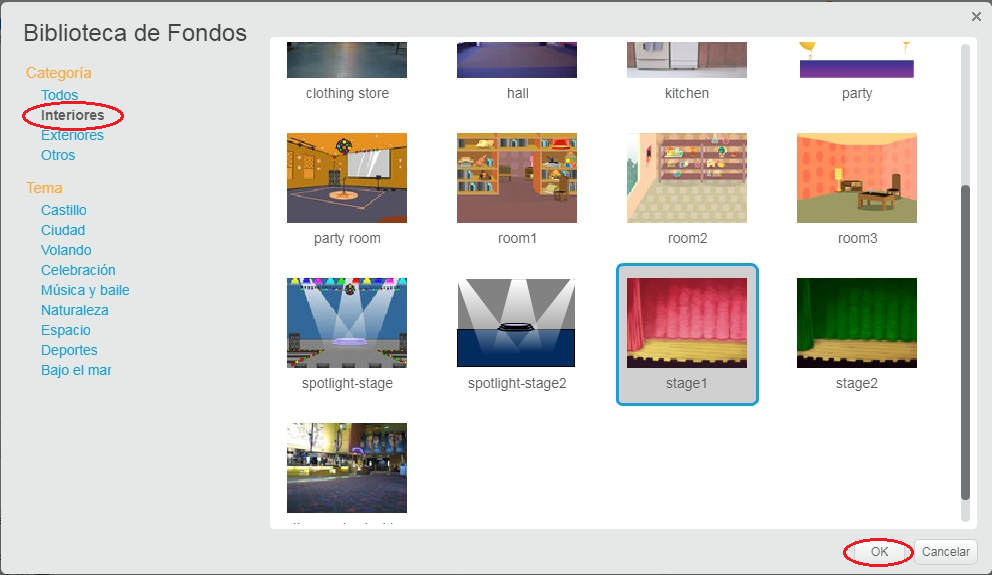 Biblioteca de Fondos
Categoría
Todos
Interiores
Exteriores
Otros
Tema
Castillo
Ciudad
Volando
Celebración
Música y baile
Naturaleza
Espacio
Deportes
Bajo el mar
clothing store hall kitchen party
party room room1 room2 room3
spotlight-stage spotlight-stage2 stage1 stage2
OK Cancelar